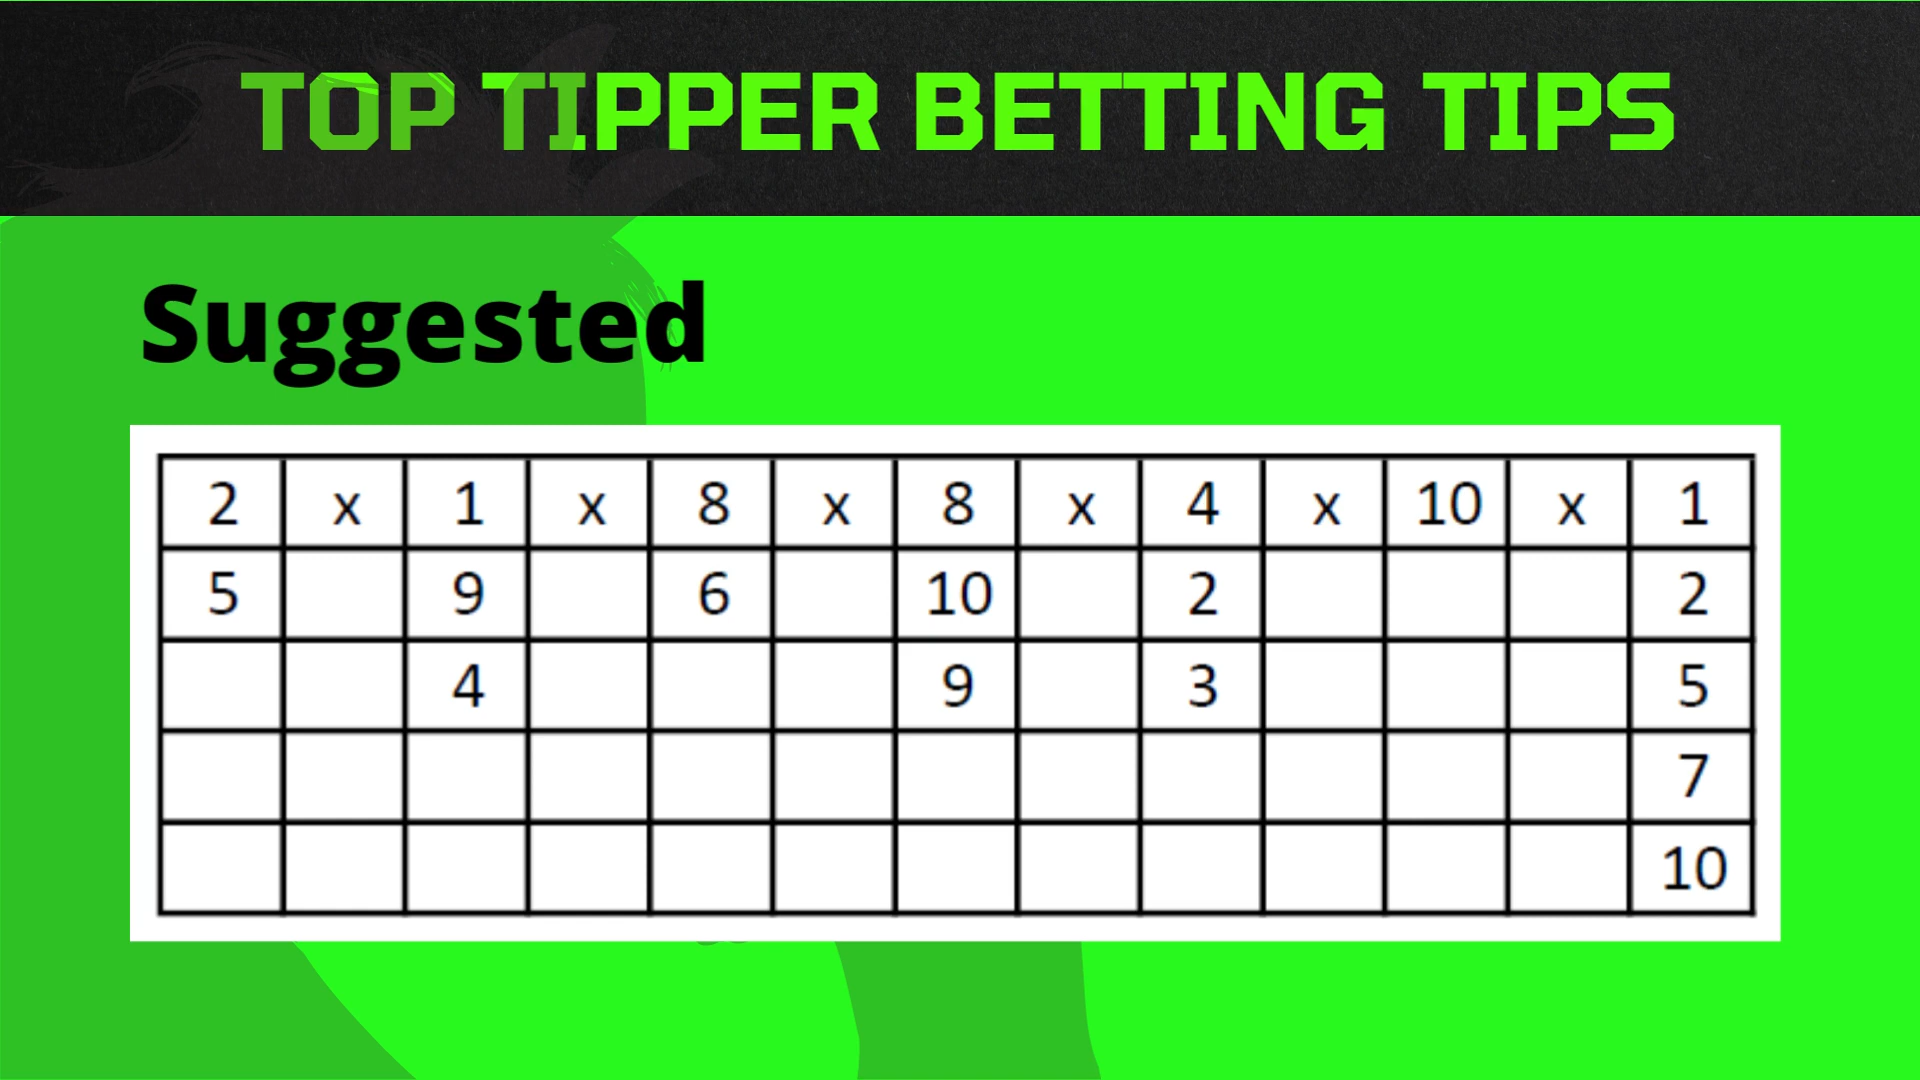 TOP TIPPER BETTING TIPS
Suggested
2 x 1 x 8 x 8 x 4 x 10 x 1
5 9 6 10 2 2
4 9 3 5
7
10